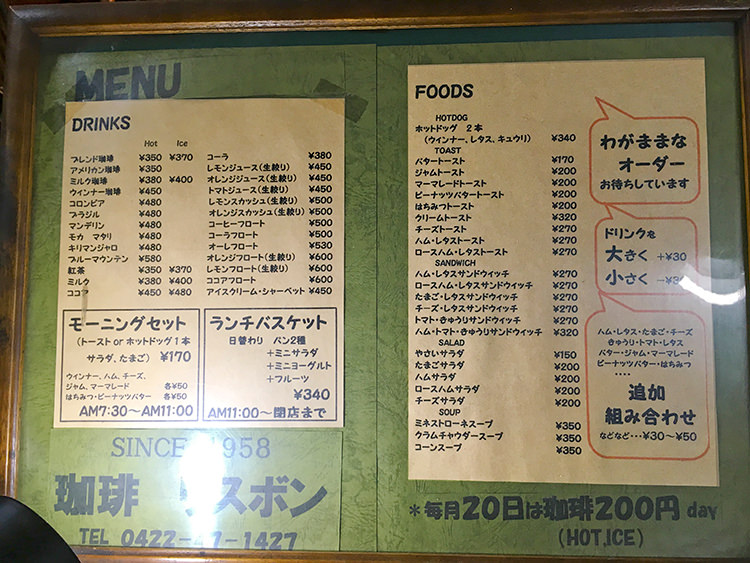 MENU
DRINKS
Hot Ice
ブレンド珈琲 ¥350 ¥370
アメリカン珈琲 ¥350
ミルク珈琲 ¥380 ¥400
ウインナー珈琲 ¥450
コロンビア ¥480
ブラジル ¥480
マンデリン ¥480
モカ マタリ ¥480
キリマンジャロ ¥480
ブルーマウンテン ¥580
紅茶 ¥350 ¥370
ミルク ¥380 ¥400
ココア ¥450 ¥480
コーラ ¥380
レモンジュース(生絞り) ¥450
オレンジジュース(生絞り) ¥450
トマトジュース(生絞り) ¥450
レモンスカッシュ(生絞り) ¥500
オレンジスカッシュ(生絞り) ¥500
コーヒーフロート ¥500
コーラフロート ¥500
オーレフロート ¥530
オレンジフロート(生絞り) ¥600
レモンフロート(生絞り) ¥600
ココアフロート ¥600
アイスクリーム・シャーベット ¥450
モーニングセット
(トースト or ホットドッグ1本
サラダ、たまご) ¥170
ウインナー、ハム、チーズ、
ジャム、マーマレード 各¥50
はちみつ・ピーナッツバター 各¥50
AM7:30～AM11:00
ランチバスケット
日替わり パン2種
+ミニサラダ
+ミニヨーグルト
+フルーツ
¥340
AM11:00～閉店まで
SINCE 1958
珈琲 リスボン
TEL 0422- -1427
FOODS
HOTDOG
ホットドッグ 2本
(ウインナー、レタス、キュウリ) ¥340
TOAST
バタートースト ¥170
ジャムトースト ¥200
マーマレードトースト ¥200
ピーナッツバタートースト ¥200
はちみつトースト ¥200
クリームトースト ¥320
チーズトースト ¥270
ハム・レタストースト ¥270
ロースハム・レタストースト ¥270
SANDWICH
ハム・レタスサンドウィッチ ¥270
ロースハム・レタスサンドウィッチ ¥270
たまご・レタスサンドウィッチ ¥270
チーズ・レタスサンドウィッチ ¥270
トマト・きゅうりサンドウィッチ ¥270
ハム・トマト・きゅうりサンドウィッチ ¥320
SALAD
やさいサラダ ¥150
たまごサラダ ¥200
ハムサラダ ¥200
ロースハムサラダ ¥200
チーズサラダ ¥200
SOUP
ミネストローネスープ ¥350
クラムチャウダースープ ¥350
コーンスープ ¥350
わがままな
オーダー
お待ちしています
ドリンクを
大きく +¥30
小さく
ハム・レタス・たまご・チーズ
きゅうり・トマト・レタス
バター・ジャム・マーマレード
ピーナッツバター・はちみつ
・・・・
追加
組み合わせ
などなど・・・¥30～¥50
*毎月20日は珈琲200円 day
(HOT,ICE)